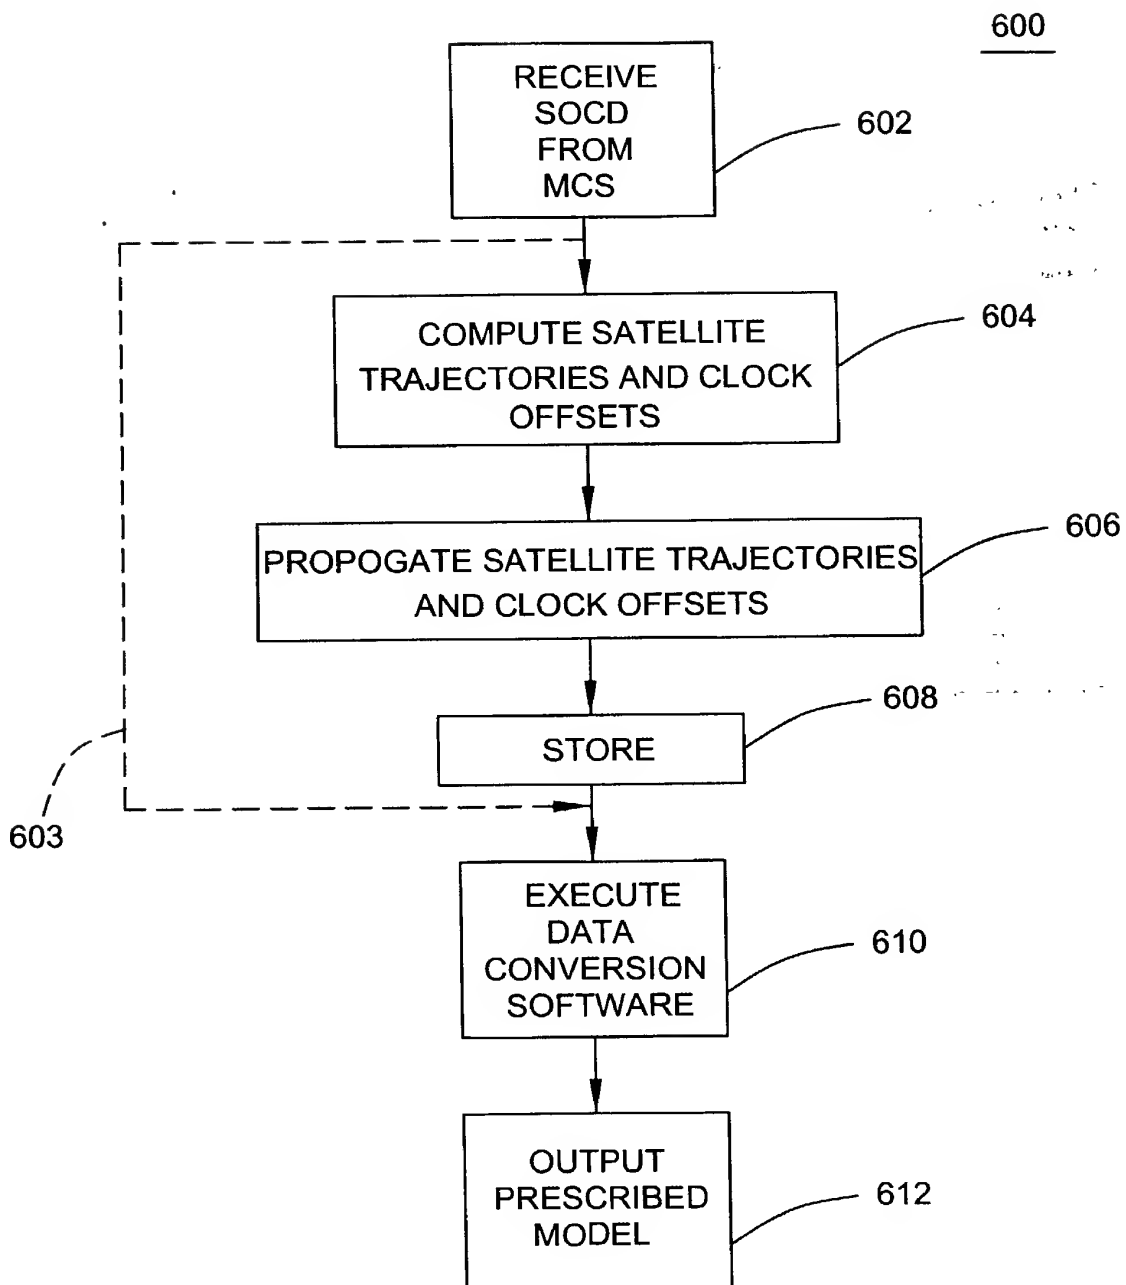 600
RECEIVE
SOCD
FROM
MCS
602
COMPUTE SATELLITE
TRAJECTORIES AND CLOCK
OFFSETS
604
PROPOGATE SATELLITE TRAJECTORIES
AND CLOCK OFFSETS
606
STORE
608
603
EXECUTE
DATA
CONVERSION
SOFTWARE
610
OUTPUT
PRESCRIBED
MODEL
612